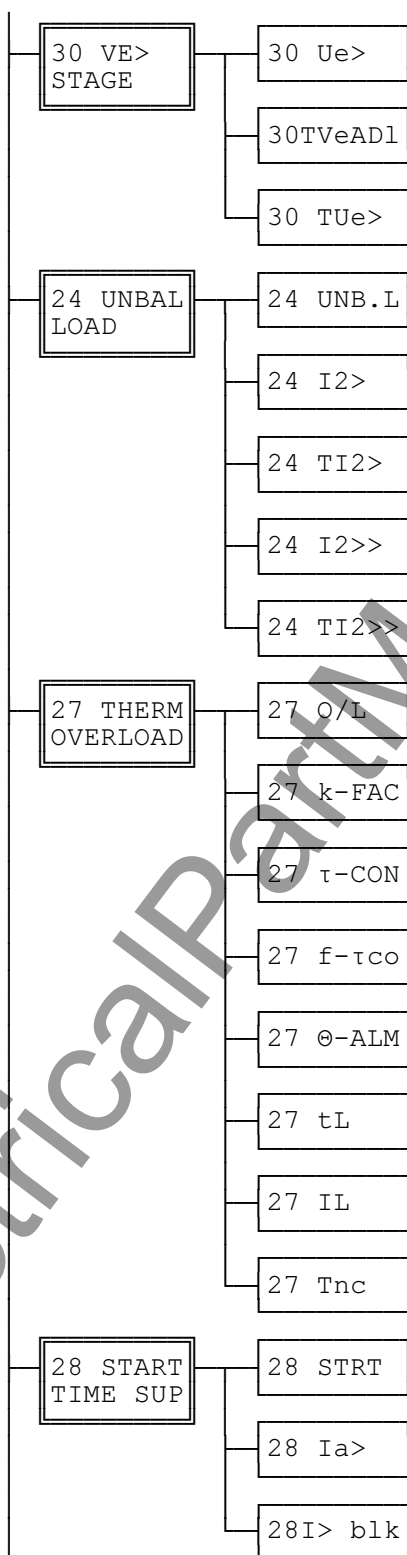 30 VE>
STAGE
30 Ue>
30TVeADl
30 TUe>
24 UNBAL
LOAD
24 UNB.L
24 I2>
24 TI2>
24 I2>>
24 TI2>>
27 THERM
OVERLOAD
27 O/L
27 k-FAC
27 τ-CON
27 f-τco
27 Θ-ALM
27 tL
27 IL
27 Tnc
28 START
TIME SUP
28 STRT
28 Ia>
28I> blk
ctricalPartM